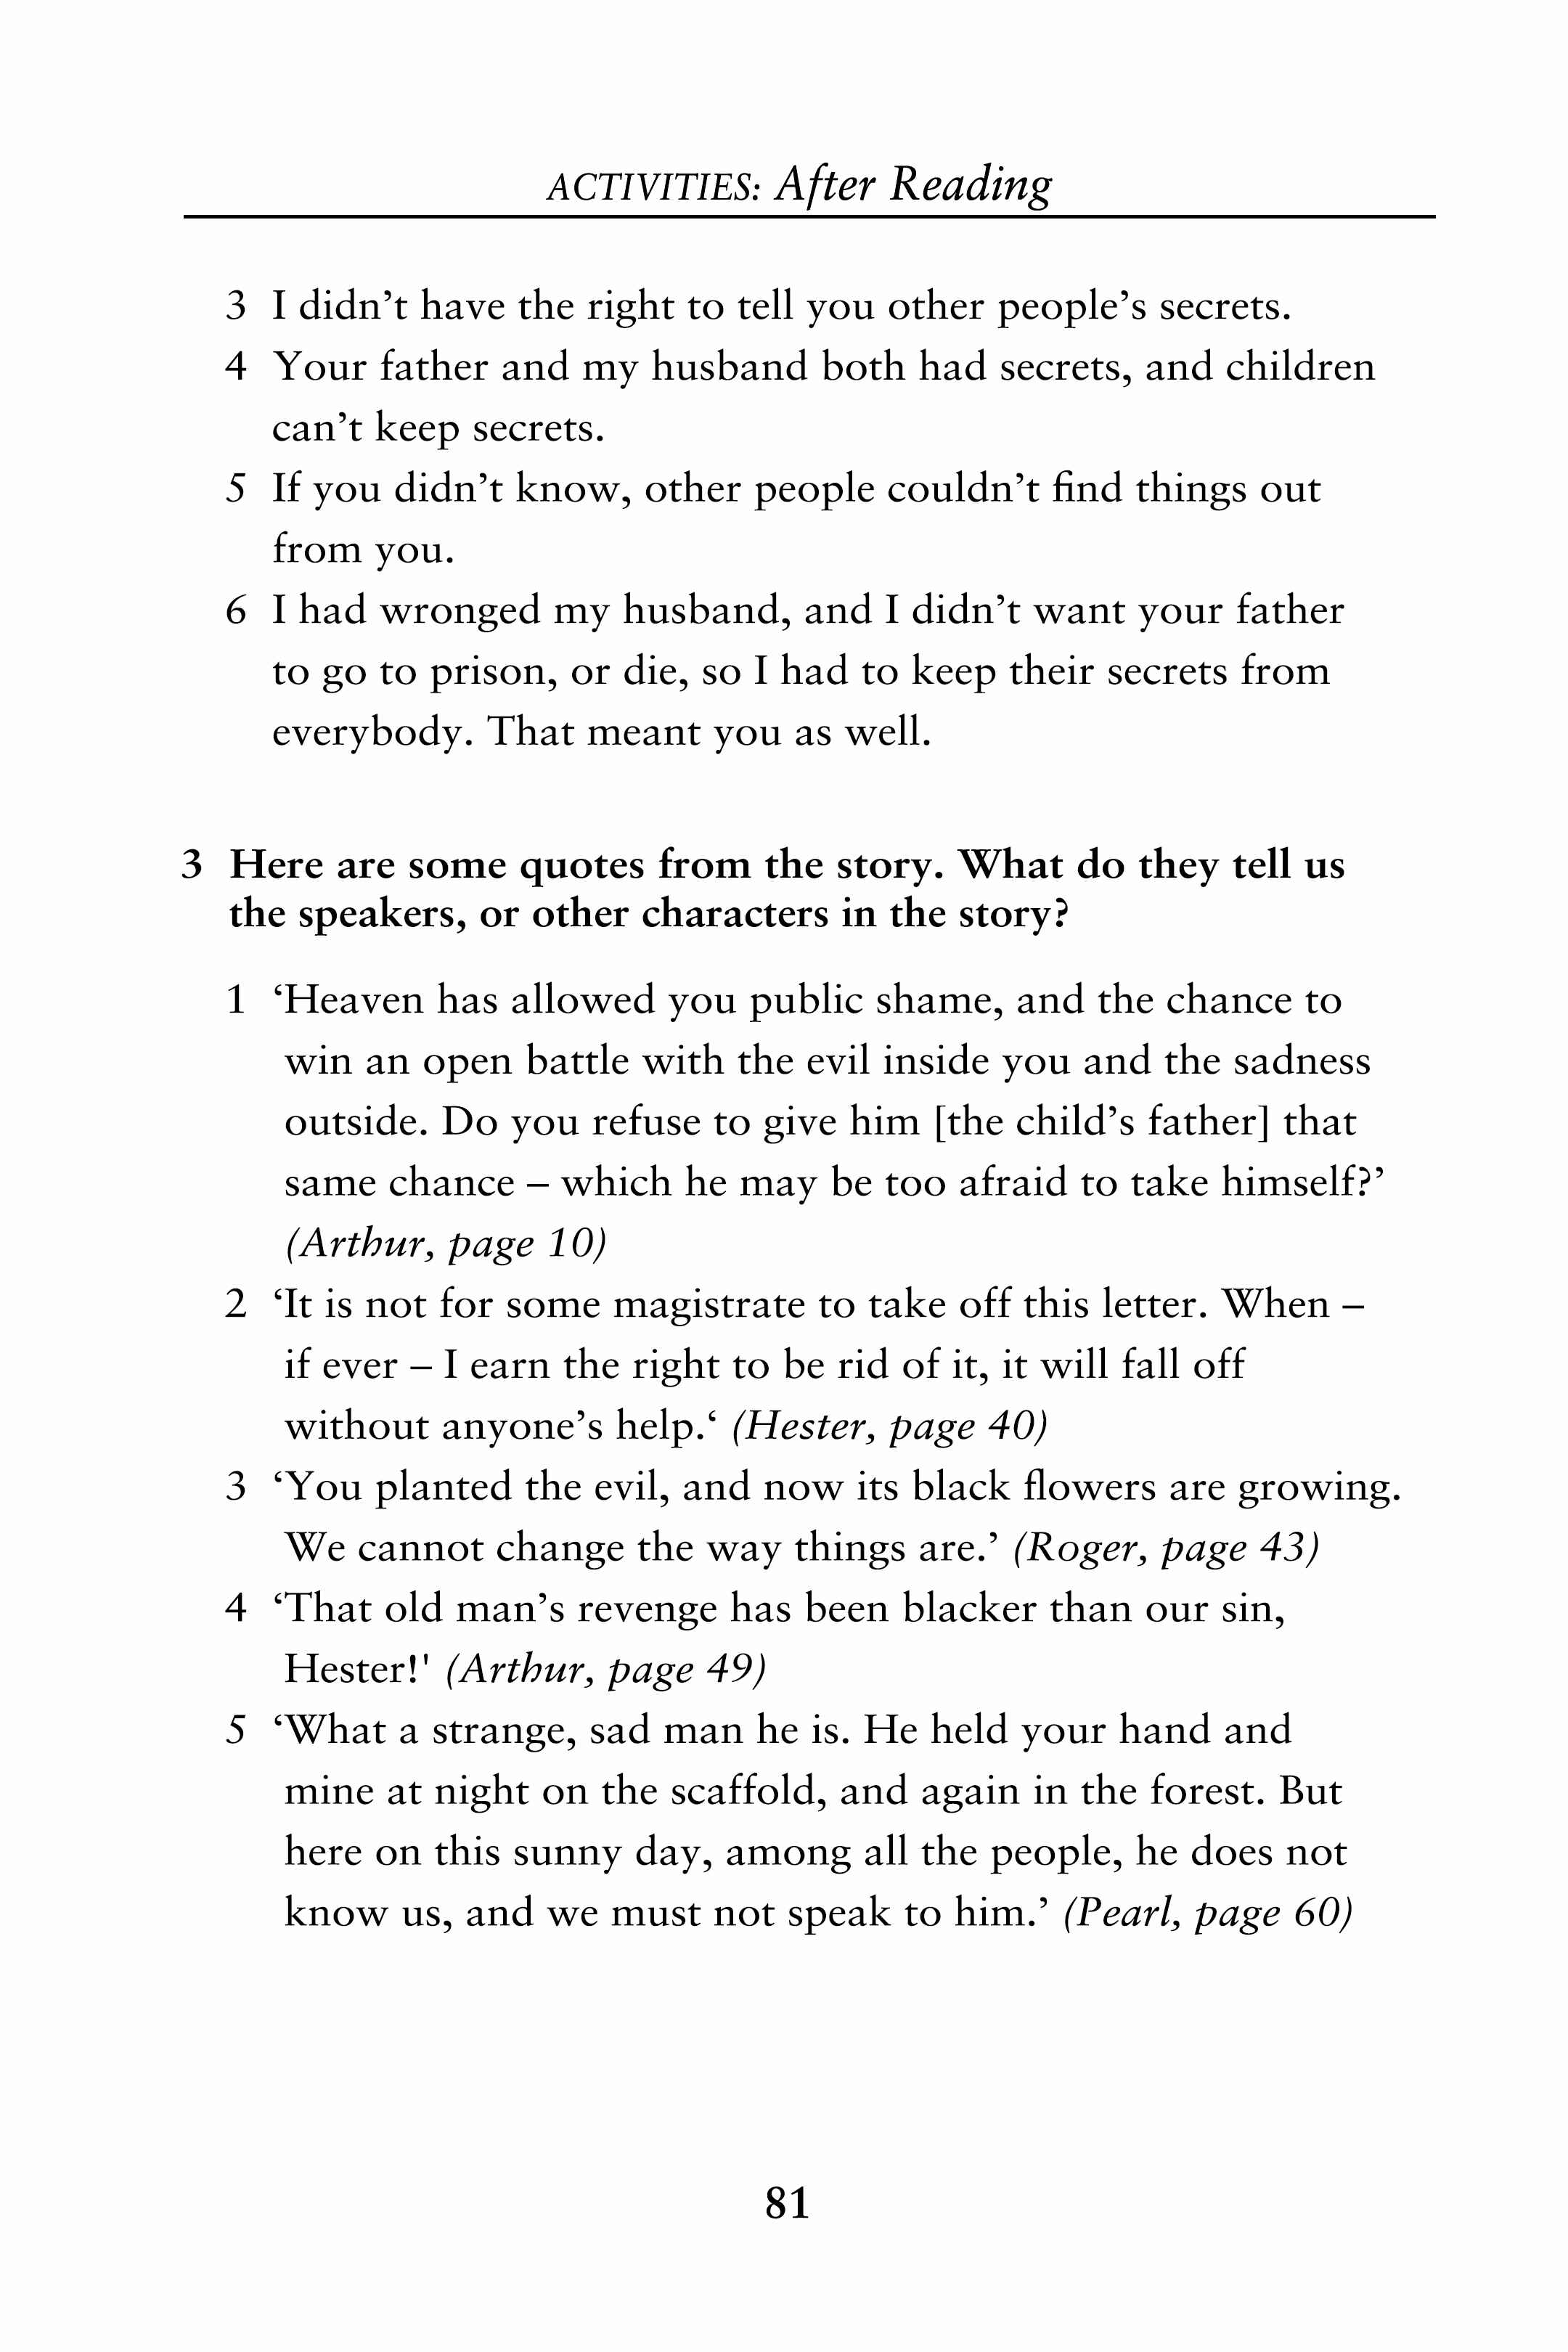 ACTIVITIES: After Reading
3 I didn’t have the right to tell you other people’s secrets.
4 Your father and my husband both had secrets, and children
can’t keep secrets.
5 If you didn’t know, other people couldn’t find things out
from you.
6 I had wronged my husband, and I didn’t want your father
to go to prison, or die, so I had to keep their secrets from
everybody. That meant you as well.
3 Here are some quotes from the story. What do they tell us
the speakers, or other characters in the story?
1 ‘Heaven has allowed you public shame, and the chance to
win an open battle with the evil inside you and the sadness
outside. Do you refuse to give him [the child’s father] that
same chance – which he may be too afraid to take himself?’
(Arthur, page 10)
2 ‘It is not for some magistrate to take off this letter. When –
if ever – I earn the right to be rid of it, it will fall off
without anyone’s help.‘ (Hester, page 40)
3 ‘You planted the evil, and now its black flowers are growing.
We cannot change the way things are.’ (Roger, page 43)
4 ‘That old man’s revenge has been blacker than our sin,
Hester!' (Arthur, page 49)
5 ‘What a strange, sad man he is. He held your hand and
mine at night on the scaffold, and again in the forest. But
here on this sunny day, among all the people, he does not
know us, and we must not speak to him.’ (Pearl, page 60)
81